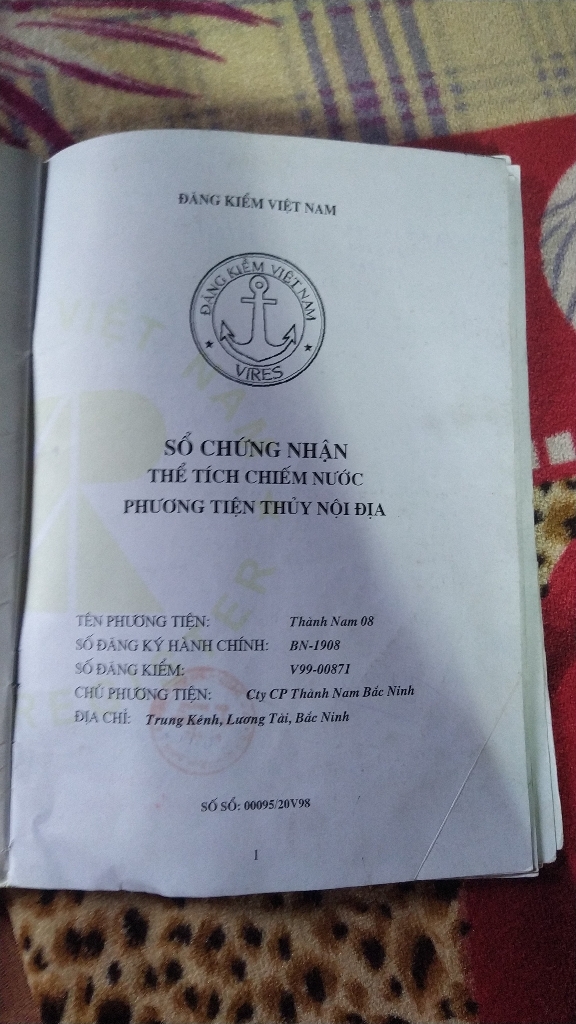 ĐĂNG KIỂM VIỆT NAM
ĐĂNG KIỂM VIỆT NAM
VIRES
SỔ CHỨNG NHẬN
THỂ TÍCH CHIẾM NƯỚC
PHƯƠNG TIỆN THỦY NỘI ĐỊA
TÊN PHƯƠNG TIỆN: Thành Nam 08
SỐ ĐĂNG KÝ HÀNH CHÍNH: BN-1908
SỐ ĐĂNG KIỂM: V99-00871
CHỦ PHƯƠNG TIỆN: Cty CP Thành Nam Bắc Ninh
ĐỊA CHỈ: Trung Kênh, Lương Tài, Bắc Ninh
SỐ SỔ: 00095/20V98
1